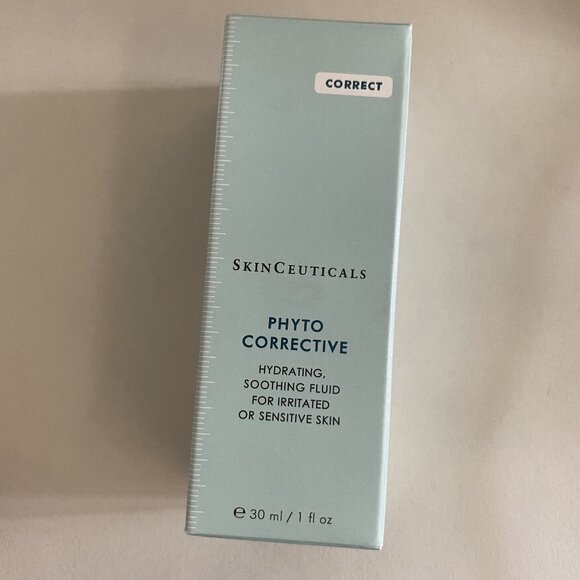 CORRECT
SKINCEUTICALS
PHYTO
CORRECTIVE
HYDRATING,
SOOTHING FLUID
FOR IRRITATED
OR SENSITIVE SKIN
℮ 30 ml / 1 fl oz